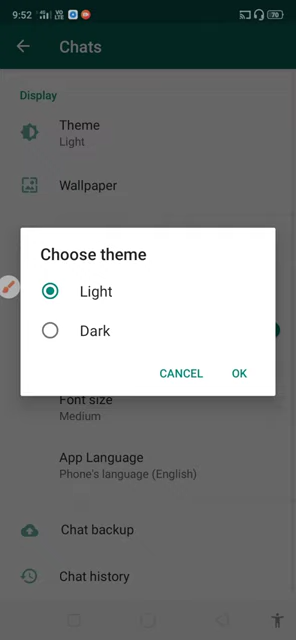 9:52
70
Chats
Display
Theme
Light
Wallpaper
Choose theme
Light
Dark
CANCEL
OK
Font size
Medium
App Language
Phone's language (English)
Chat backup
Chat history